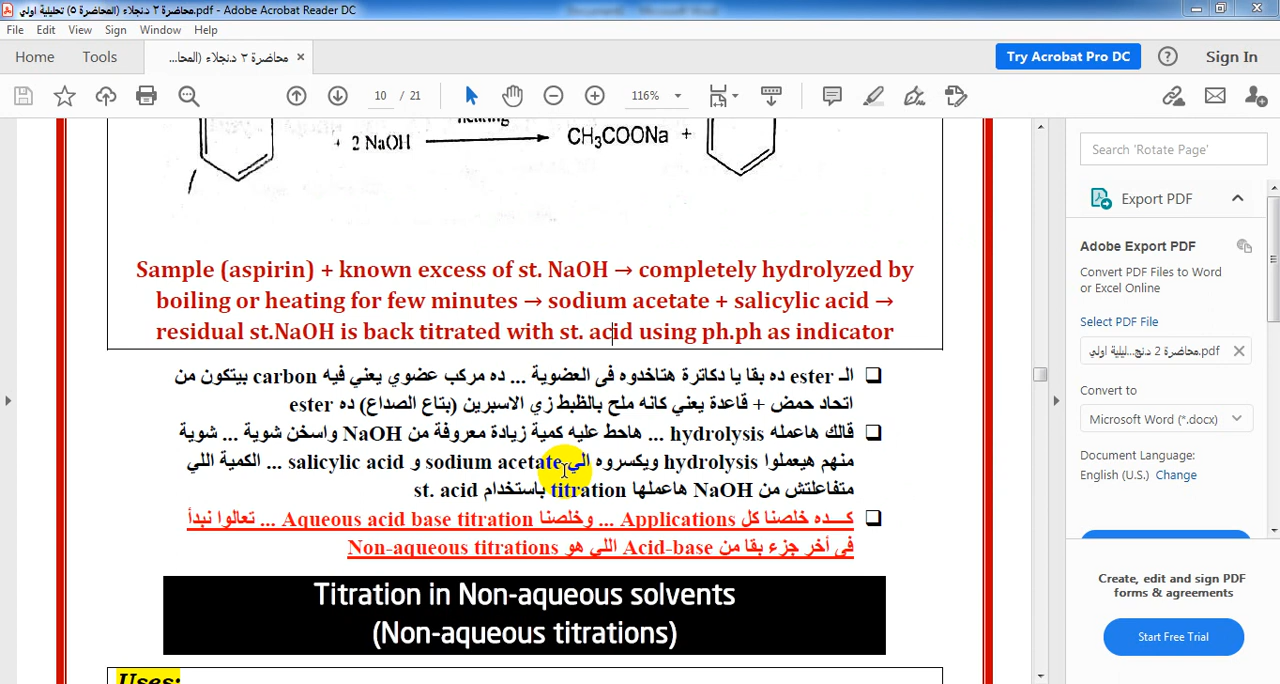 محاضرة ٣ د.نجلاء (المحاضرة ٥) تحليلية اولي.pdf - Adobe Acrobat Reader DC
File Edit View Sign Window Help
Home Tools محاضرة ٣ د.نجلاء (المحا... ×
Try Acrobat Pro DC ? Sign In
10 / 21 116%
+ 2 NaOH heating CH₃COONa +
Sample (aspirin) + known excess of st. NaOH → completely hydrolyzed by
boiling or heating for few minutes → sodium acetate + salicylic acid →
residual st.NaOH is back titrated with st. acid using ph.ph as indicator
الـ ester ده بقا يا دكاترة هتاخدوه فى العضوية ... ده مركب عضوي يعني فيه carbon بيتكون من
اتحاد حمض + قاعدة يعني كانه ملح بالظبط زي الاسبرين (بتاع الصداع) ده ester
قالك هاعمله hydrolysis ... هاحط عليه كمية زيادة معروفة من NaOH واسخن شوية ... شوية
منهم هيعملوا hydrolysis ويكسروه الي sodium acetate و salicylic acid ... الكمية اللي
متفاعلتش من NaOH هاعملها titration باستخدام st. acid
كـــده خلصنا كل Applications ... وخلصنا Aqueous acid base titration ... تعالوا نبدأ
فى أخر جزء بقا من Acid-base اللي هو Non-aqueous titrations
Titration in Non-aqueous solvents
(Non-aqueous titrations)
Uses:
Search 'Rotate Page'
Export PDF
Adobe Export PDF
Convert PDF Files to Word
or Excel Online
Select PDF File
محاضرة 2 د.نج...ليلية اولي.pdf
Convert to
Microsoft Word (*.docx)
Document Language:
English (U.S.) Change
Create, edit and sign PDF
forms & agreements
Start Free Trial